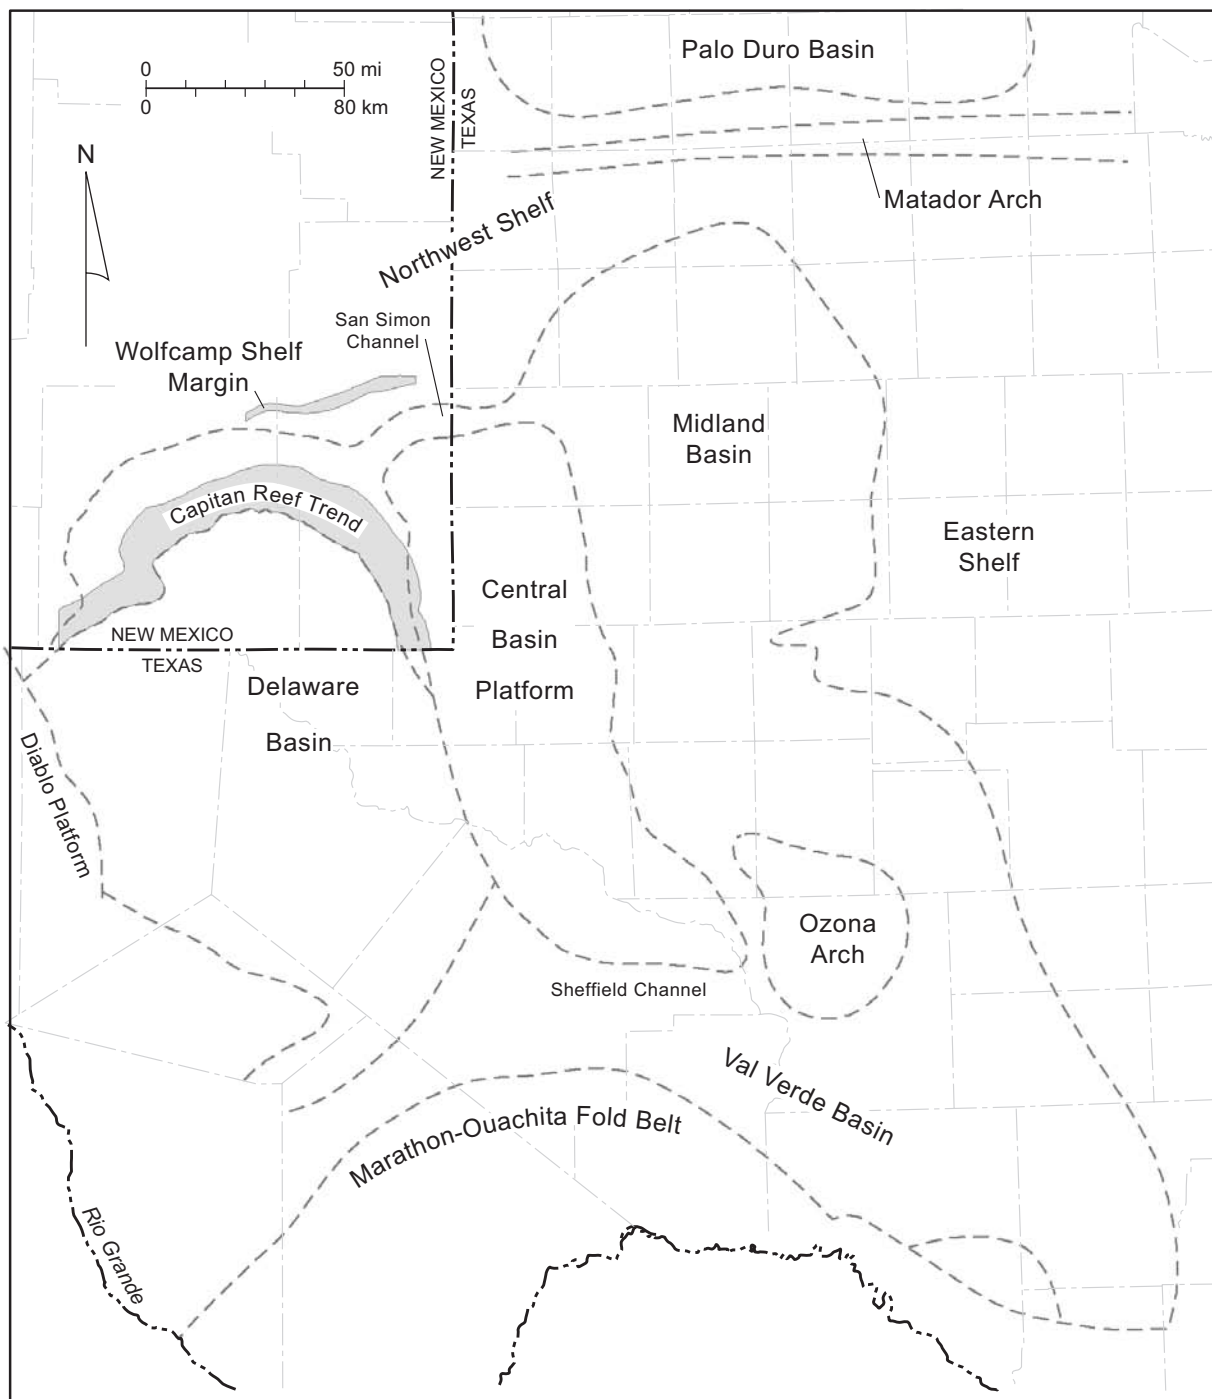 Palo Duro Basin
0 50 mi
0 80 km
NEW MEXICO
TEXAS
N
Matador Arch
Northwest Shelf
San Simon
Channel
Wolfcamp Shelf
Margin
Midland
Basin
Capitan Reef Trend
Eastern
Shelf
Central
Basin
Platform
NEW MEXICO
TEXAS
Delaware
Basin
Diablo Platform
Ozona
Arch
Sheffield Channel
Val Verde Basin
Marathon-Ouachita Fold Belt
Rio Grande